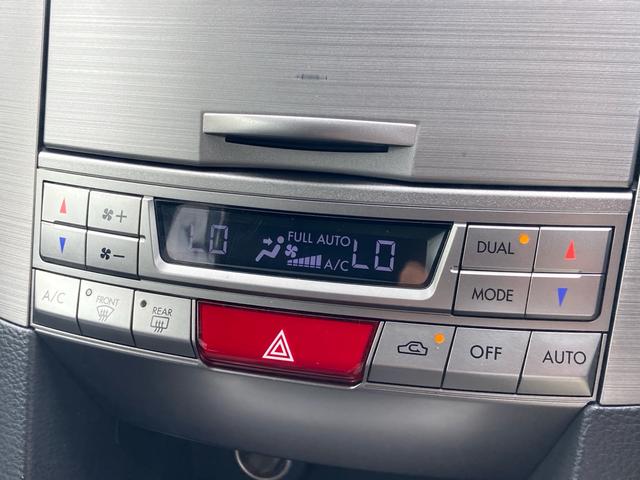 LO FULL AUTO LO
A/C
DUAL
MODE
A/C FRONT REAR
OFF AUTO